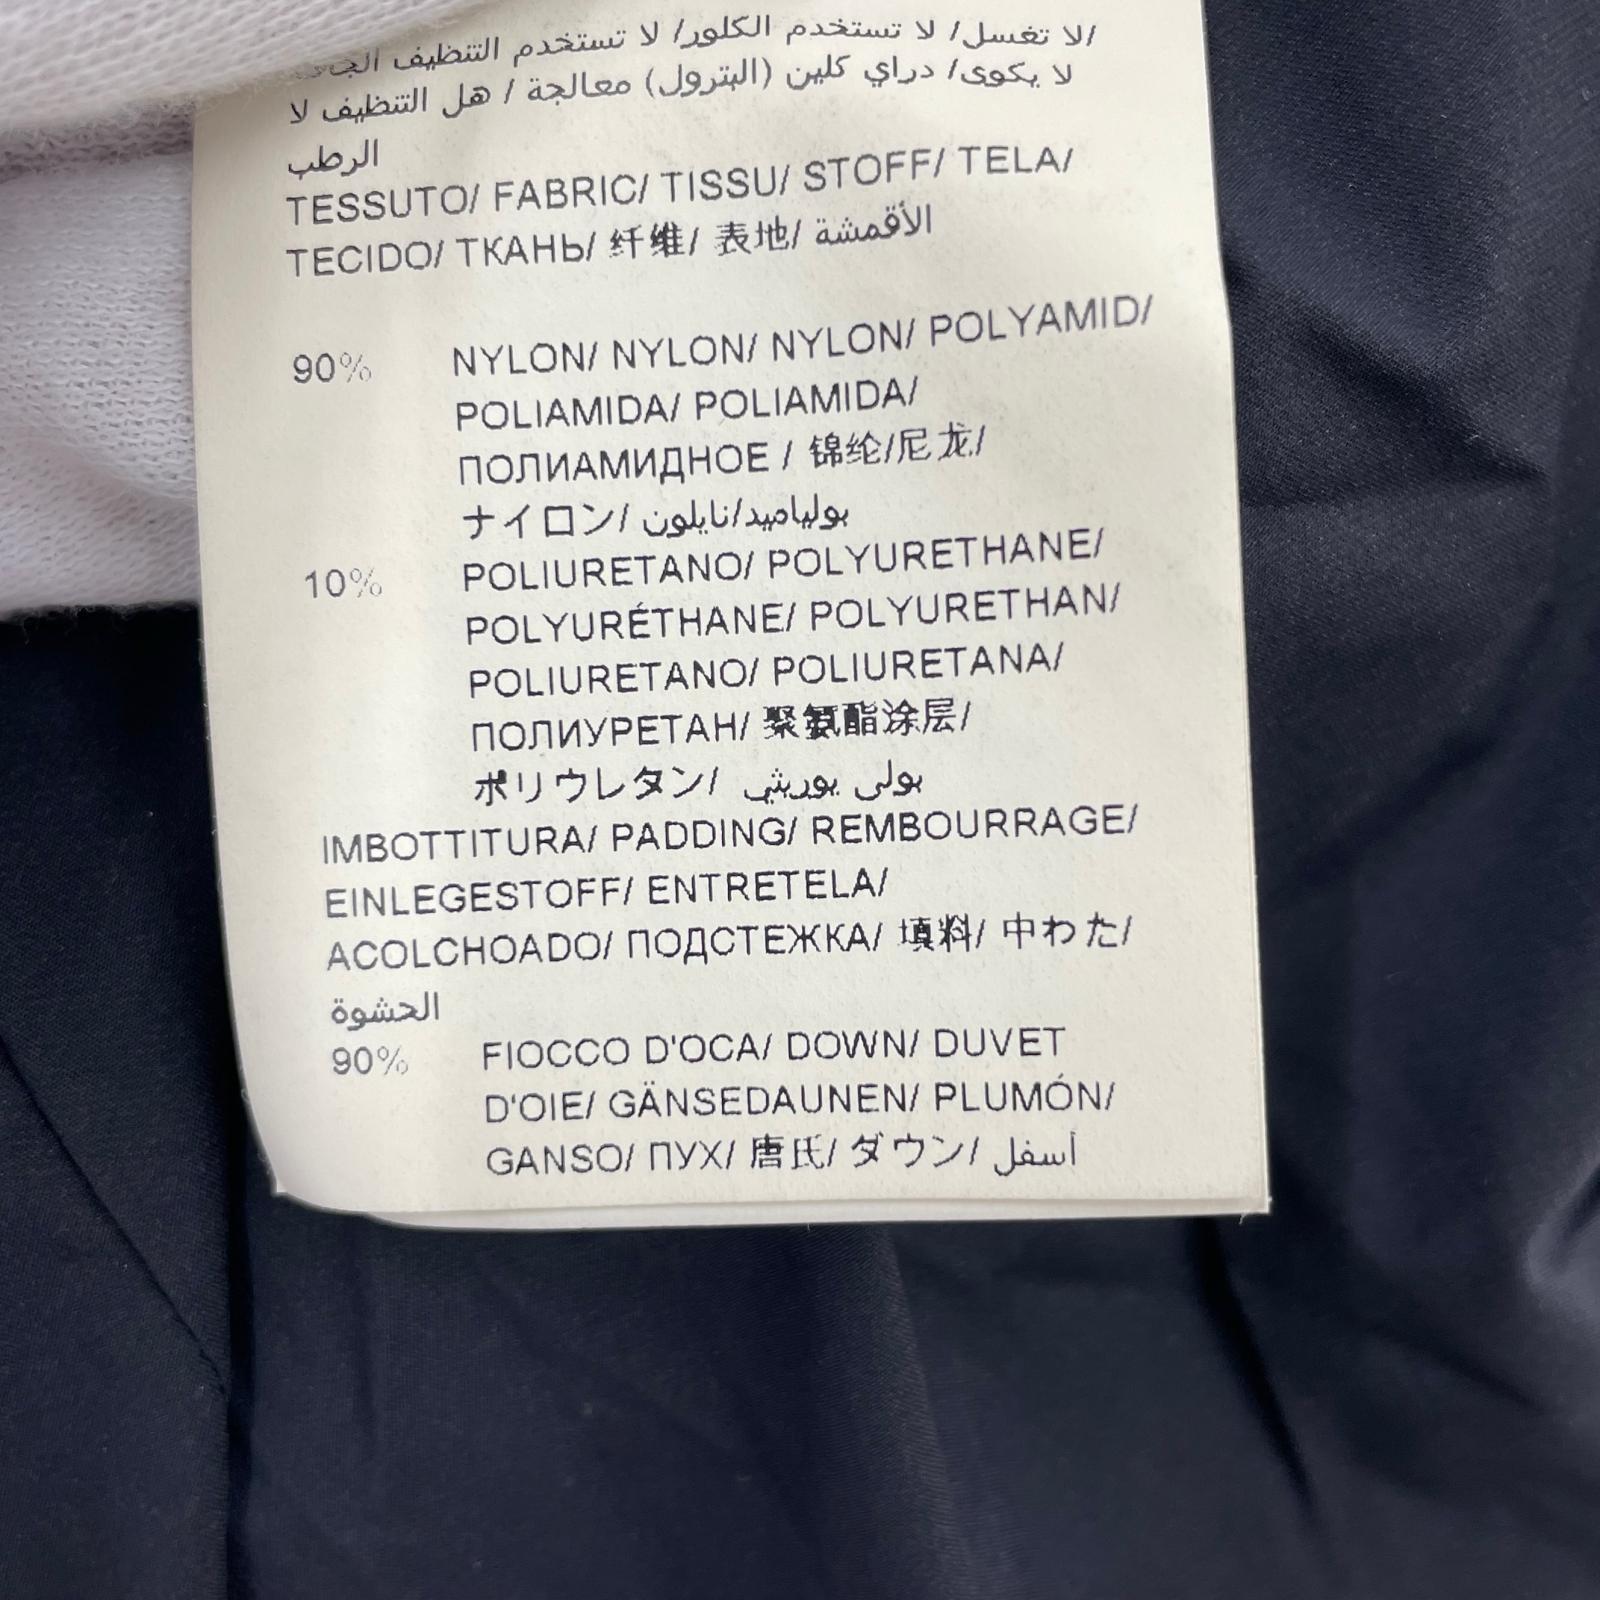 لا تغسل/ لا تستخدم الكلور/ لا تستخدم التنظيف/
لا يكوى/ دراي كلين (البترول) معالجة / هل التنظيف لا
الرطب
TESSUTO/ FABRIC/ TISSU/ STOFF/ TELA/
TECIDO/ ТКАНЬ/ 纤维/ 表地/ الأقمشة
90% NYLON/ NYLON/ NYLON/ POLYAMID/
POLIAMIDA/ POLIAMIDA/
ПОЛИАМИДНОЕ / 锦纶/尼龙/
ナイロン/ بولياميد/نايلون
10% POLIURETANO/ POLYURETHANE/
POLYURÉTHANE/ POLYURETHAN/
POLIURETANO/ POLIURETANA/
ПОЛИУРЕТАН/ 聚氨酯涂层/
ポリウレタン/ بولى يوريثي
IMBOTTITURA/ PADDING/ REMBOURRAGE/
EINLEGESTOFF/ ENTRETELA/
ACOLCHOADO/ ПОДСТЕЖКА/ 填料/ 中わた/
الحشوة
90% FIOCCO D'OCA/ DOWN/ DUVET
D'OIE/ GÄNSEDAUNEN/ PLUMÓN/
GANSO/ ПУХ/ 唐氏/ ダウン/ أسفل